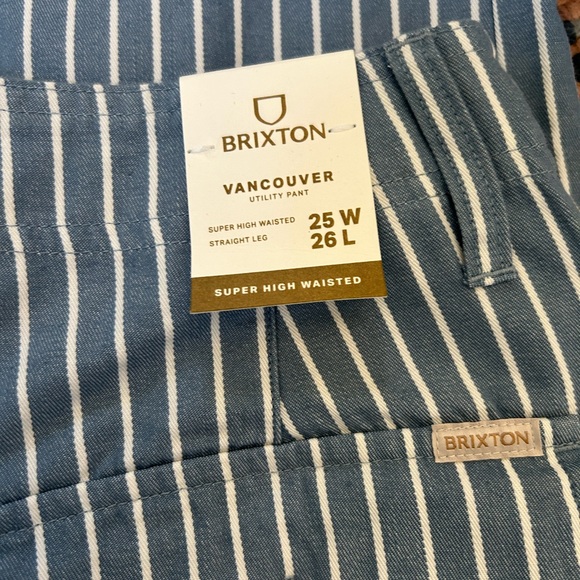 BRIXTON
VANCOUVER
UTILITY PANT
SUPER HIGH WAISTED
STRAIGHT LEG
25 W
26 L
SUPER HIGH WAISTED
BRIXTON